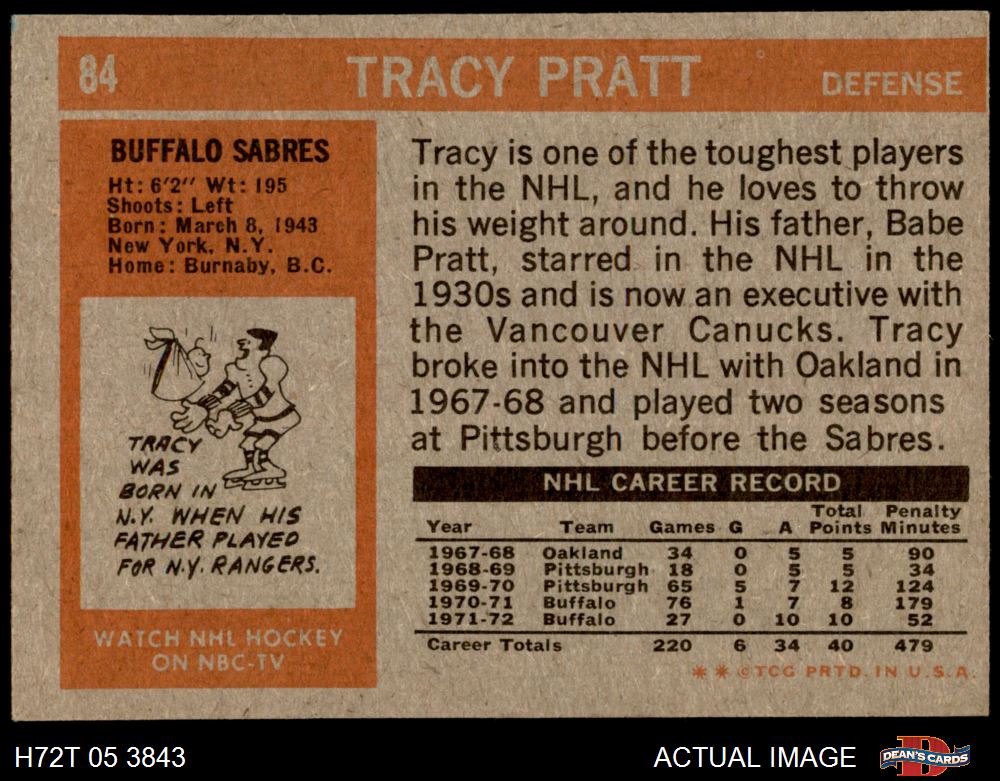 84 TRACY PRATT DEFENSE
BUFFALO SABRES
Ht: 6'2" Wt: 195
Shoots: Left
Born: March 8, 1943
New York, N.Y.
Home: Burnaby, B.C.
TRACY
WAS
BORN IN
N.Y. WHEN HIS
FATHER PLAYED
FOR N.Y. RANGERS.
WATCH NHL HOCKEY
ON NBC-TV
Tracy is one of the toughest players
in the NHL, and he loves to throw
his weight around. His father, Babe
Pratt, starred in the NHL in the
1930s and is now an executive with
the Vancouver Canucks. Tracy
broke into the NHL with Oakland in
1967-68 and played two seasons
at Pittsburgh before the Sabres.
NHL CAREER RECORD
Total Penalty
Year Team Games G A Points Minutes
1967-68 Oakland 34 0 5 5 90
1968-69 Pittsburgh 18 0 5 5 34
1969-70 Pittsburgh 65 5 7 12 124
1970-71 Buffalo 76 1 7 8 179
1971-72 Buffalo 27 0 10 10 52
Career Totals 220 6 34 40 479
* * ©TCG PRTD. IN U.S.A.
H72T 05 3843 ACTUAL IMAGE DEAN'S CARDS